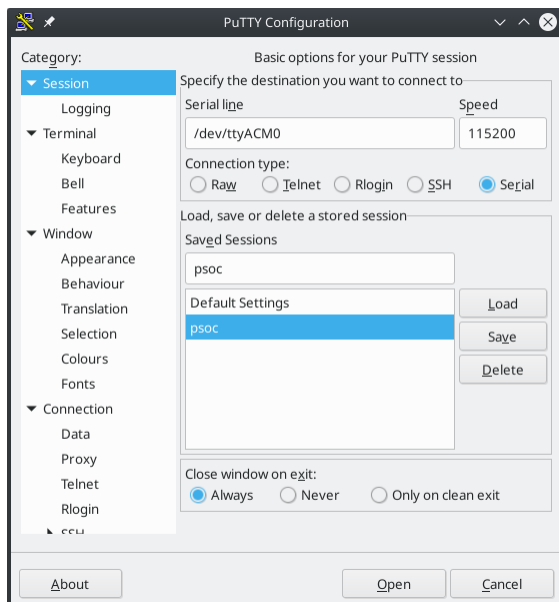 PuTTY Configuration
Category:
Session
Logging
Terminal
Keyboard
Bell
Features
Window
Appearance
Behaviour
Translation
Selection
Colours
Fonts
Connection
Data
Proxy
Telnet
Rlogin
SSH
Basic options for your PuTTY session
Specify the destination you want to connect to
Serial line Speed
/dev/ttyACM0 115200
Connection type:
Raw Telnet Rlogin SSH Serial
Load, save or delete a stored session
Saved Sessions
psoc
Default Settings
psoc
Load
Save
Delete
Close window on exit:
Always Never Only on clean exit
About Open Cancel